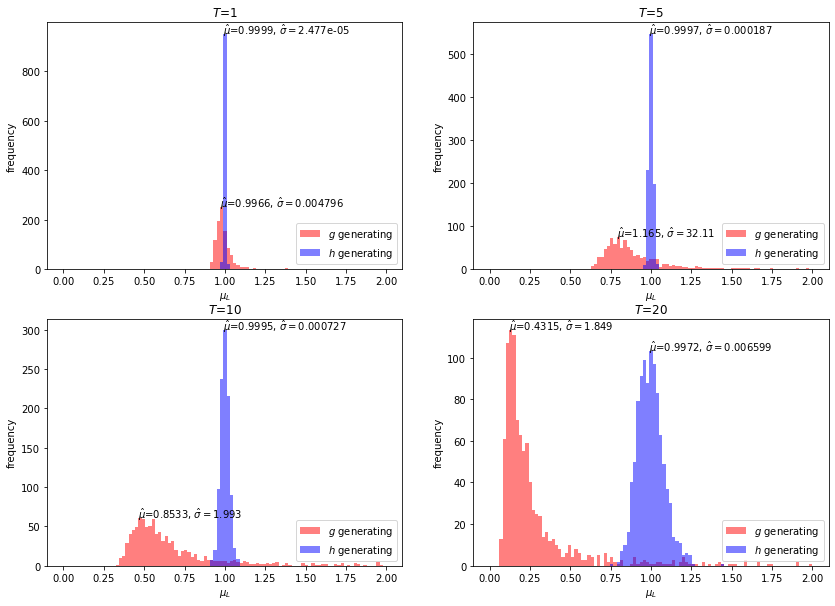 T=1
μ̂=0.9999, σ̂ = 2.477e-05
μ̂=0.9966, σ̂ = 0.004796
frequency
800
600
400
200
0
g generating
h generating
0.00 0.25 0.50 0.75 1.00 1.25 1.50 1.75 2.00
μ_L
T=5
μ̂=0.9997, σ̂ = 0.000187
μ̂=1.165, σ̂ = 32.11
frequency
500
400
300
200
100
0
g generating
h generating
0.00 0.25 0.50 0.75 1.00 1.25 1.50 1.75 2.00
μ_L
T=10
μ̂=0.9995, σ̂ = 0.000727
μ̂=0.8533, σ̂ = 1.993
frequency
300
250
200
150
100
50
0
g generating
h generating
0.00 0.25 0.50 0.75 1.00 1.25 1.50 1.75 2.00
μ_L
T=20
μ̂=0.4315, σ̂ = 1.849
μ̂=0.9972, σ̂ = 0.006599
frequency
100
80
60
40
20
0
g generating
h generating
0.00 0.25 0.50 0.75 1.00 1.25 1.50 1.75 2.00
μ_L